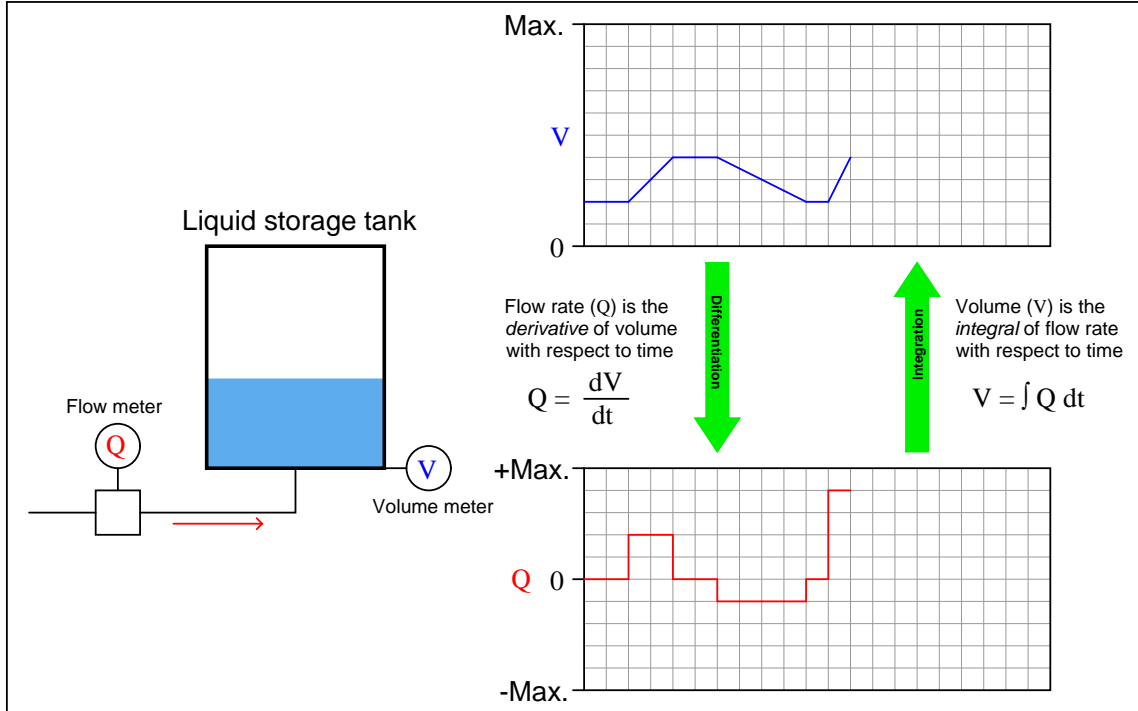 Max.
V
0
Liquid storage tank
Flow meter
Q
V
Volume meter
Flow rate (Q) is the
derivative of volume
with respect to time
Q = dV/dt
Differentiation
Integration
Volume (V) is the
integral of flow rate
with respect to time
V = ∫ Q dt
+Max.
Q 0
-Max.